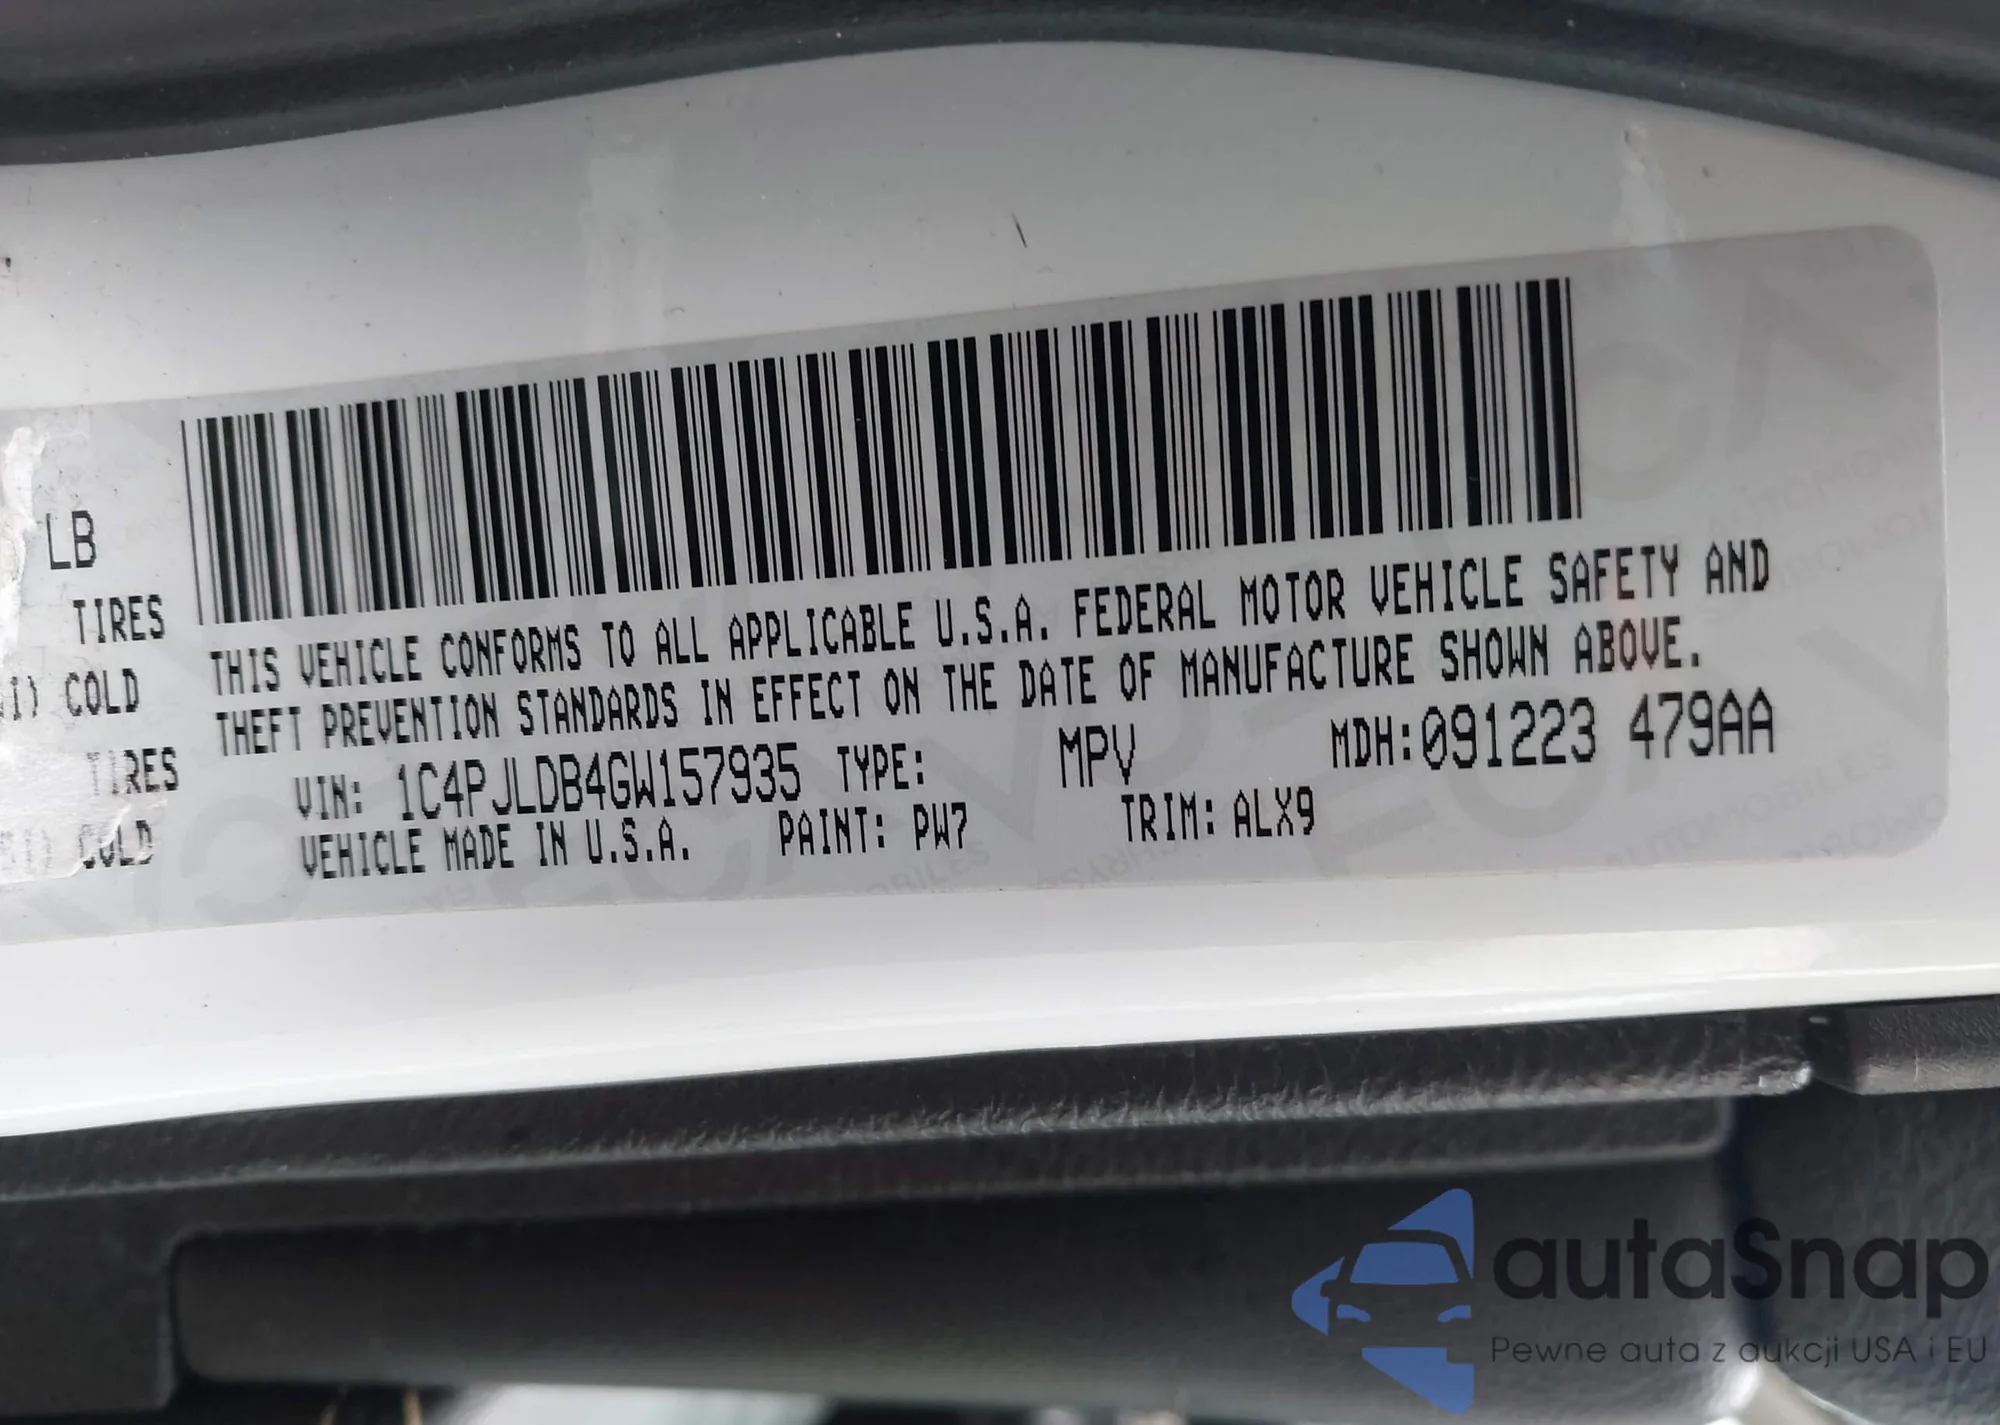 LB
TIRES
COLD
TIRES
COLD
THIS VEHICLE CONFORMS TO ALL APPLICABLE U.S.A. FEDERAL MOTOR VEHICLE SAFETY AND
THEFT PREVENTION STANDARDS IN EFFECT ON THE DATE OF MANUFACTURE SHOWN ABOVE.
VIN: 1C4PJLDB4GW157935 TYPE: MPV MDH:091223 479AA
VEHICLE MADE IN U.S.A. PAINT: PW7 TRIM: ALX9
autaSnap
Pewne auta z aukcji USA i EU